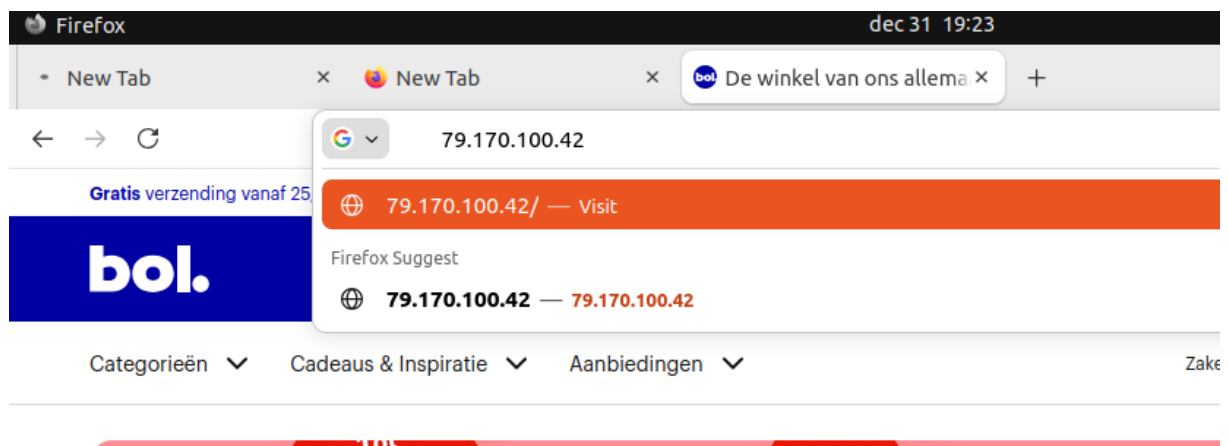 Firefox
dec 31 19:23
New Tab
New Tab
bol De winkel van ons allema
79.170.100.42
Gratis verzending vanaf 25,
79.170.100.42/ — Visit
bol.
Firefox Suggest
79.170.100.42 — 79.170.100.42
Categorieën Cadeaus & Inspiratie Aanbiedingen
Zake